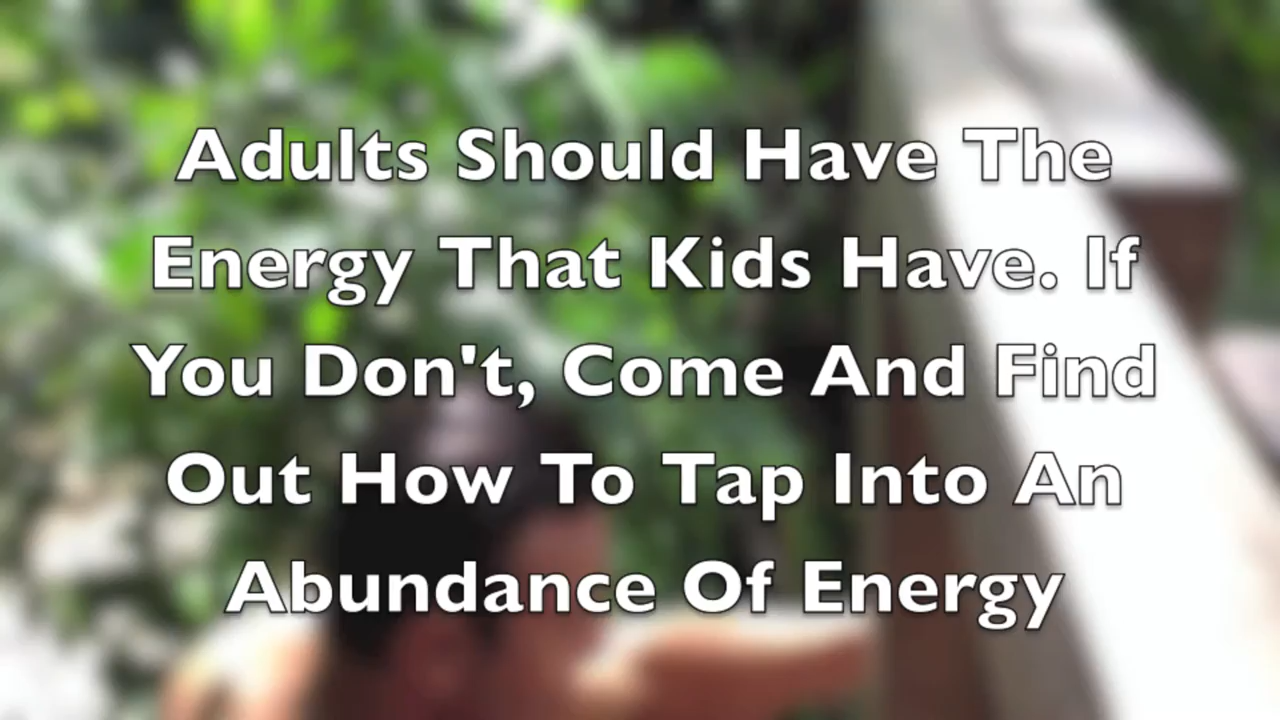 Adults Should Have The
Energy That Kids Have. If
You Don't, Come And Find
Out How To Tap Into An
Abundance Of Energy